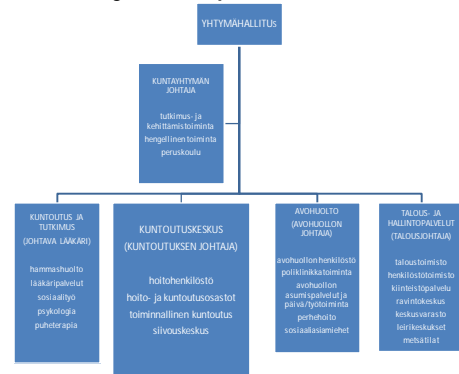 YHTYMÄHALLITUS
KUNTAYHTYMÄN
JOHTAJA
tutkimus- ja
kehittämistoiminta
hengellinen toiminta
peruskoulu
KUNTOUTUS JA
TUTKIMUS
(JOHTAVA LÄÄKÄRI)
hammashuolto
lääkäripalvelut
sosiaalityö
psykologia
puheterapia
KUNTOUTUSKESKUS
(KUNTOUTUKSEN JOHTAJA)
hoitohenkilöstö
hoito- ja kuntoutusosastot
toiminnallinen kuntoutus
siivouskeskus
AVOHUOLTO
(AVOHUOLLON
JOHTAJA)
avohuollon henkilöstö
poliklinikkatoiminta
avohuollon
asumispalvelut ja
päivä/työtoiminta
perhehoito
sosiaaliasiamiehet
TALOUS- JA
HALLINTOPALVELUT
(TALOUSJOHTAJA)
taloustoimisto
henkilöstötoimisto
kiinteistöpalvelu
ravintokeskus
keskusvarasto
leirikeskukset
metsätilat